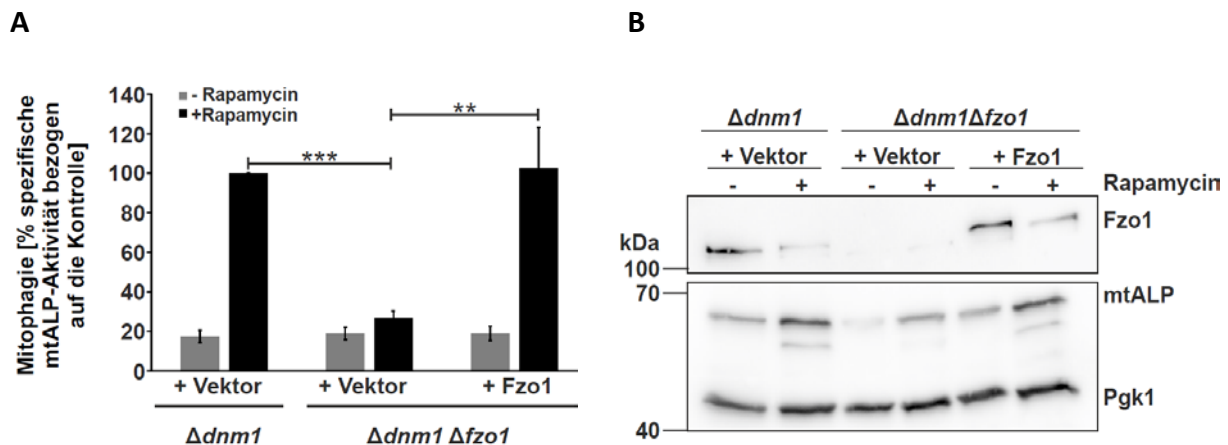 A
B
- Rapamycin
+Rapamycin
Mitophagie [% spezifische
mtALP-Aktivität bezogen
auf die Kontrolle]
140
120
100
80
60
40
20
0
***
**
+ Vektor
+ Vektor
+ Fzo1
Δdnm1
Δdnm1 Δfzo1
Δdnm1
Δdnm1Δfzo1
+ Vektor
+ Vektor
+ Fzo1
- + - + - +
Rapamycin
Fzo1
kDa
100
70
mtALP
Pgk1
40